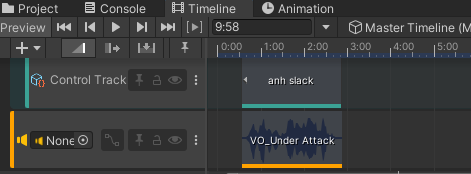 Project Console Timeline Animation
Preview 9:58 Master Timeline (M
0:00 1:00 2:00 3:00 4:00 5:00
Control Track anh slack
None VO_Under Attack